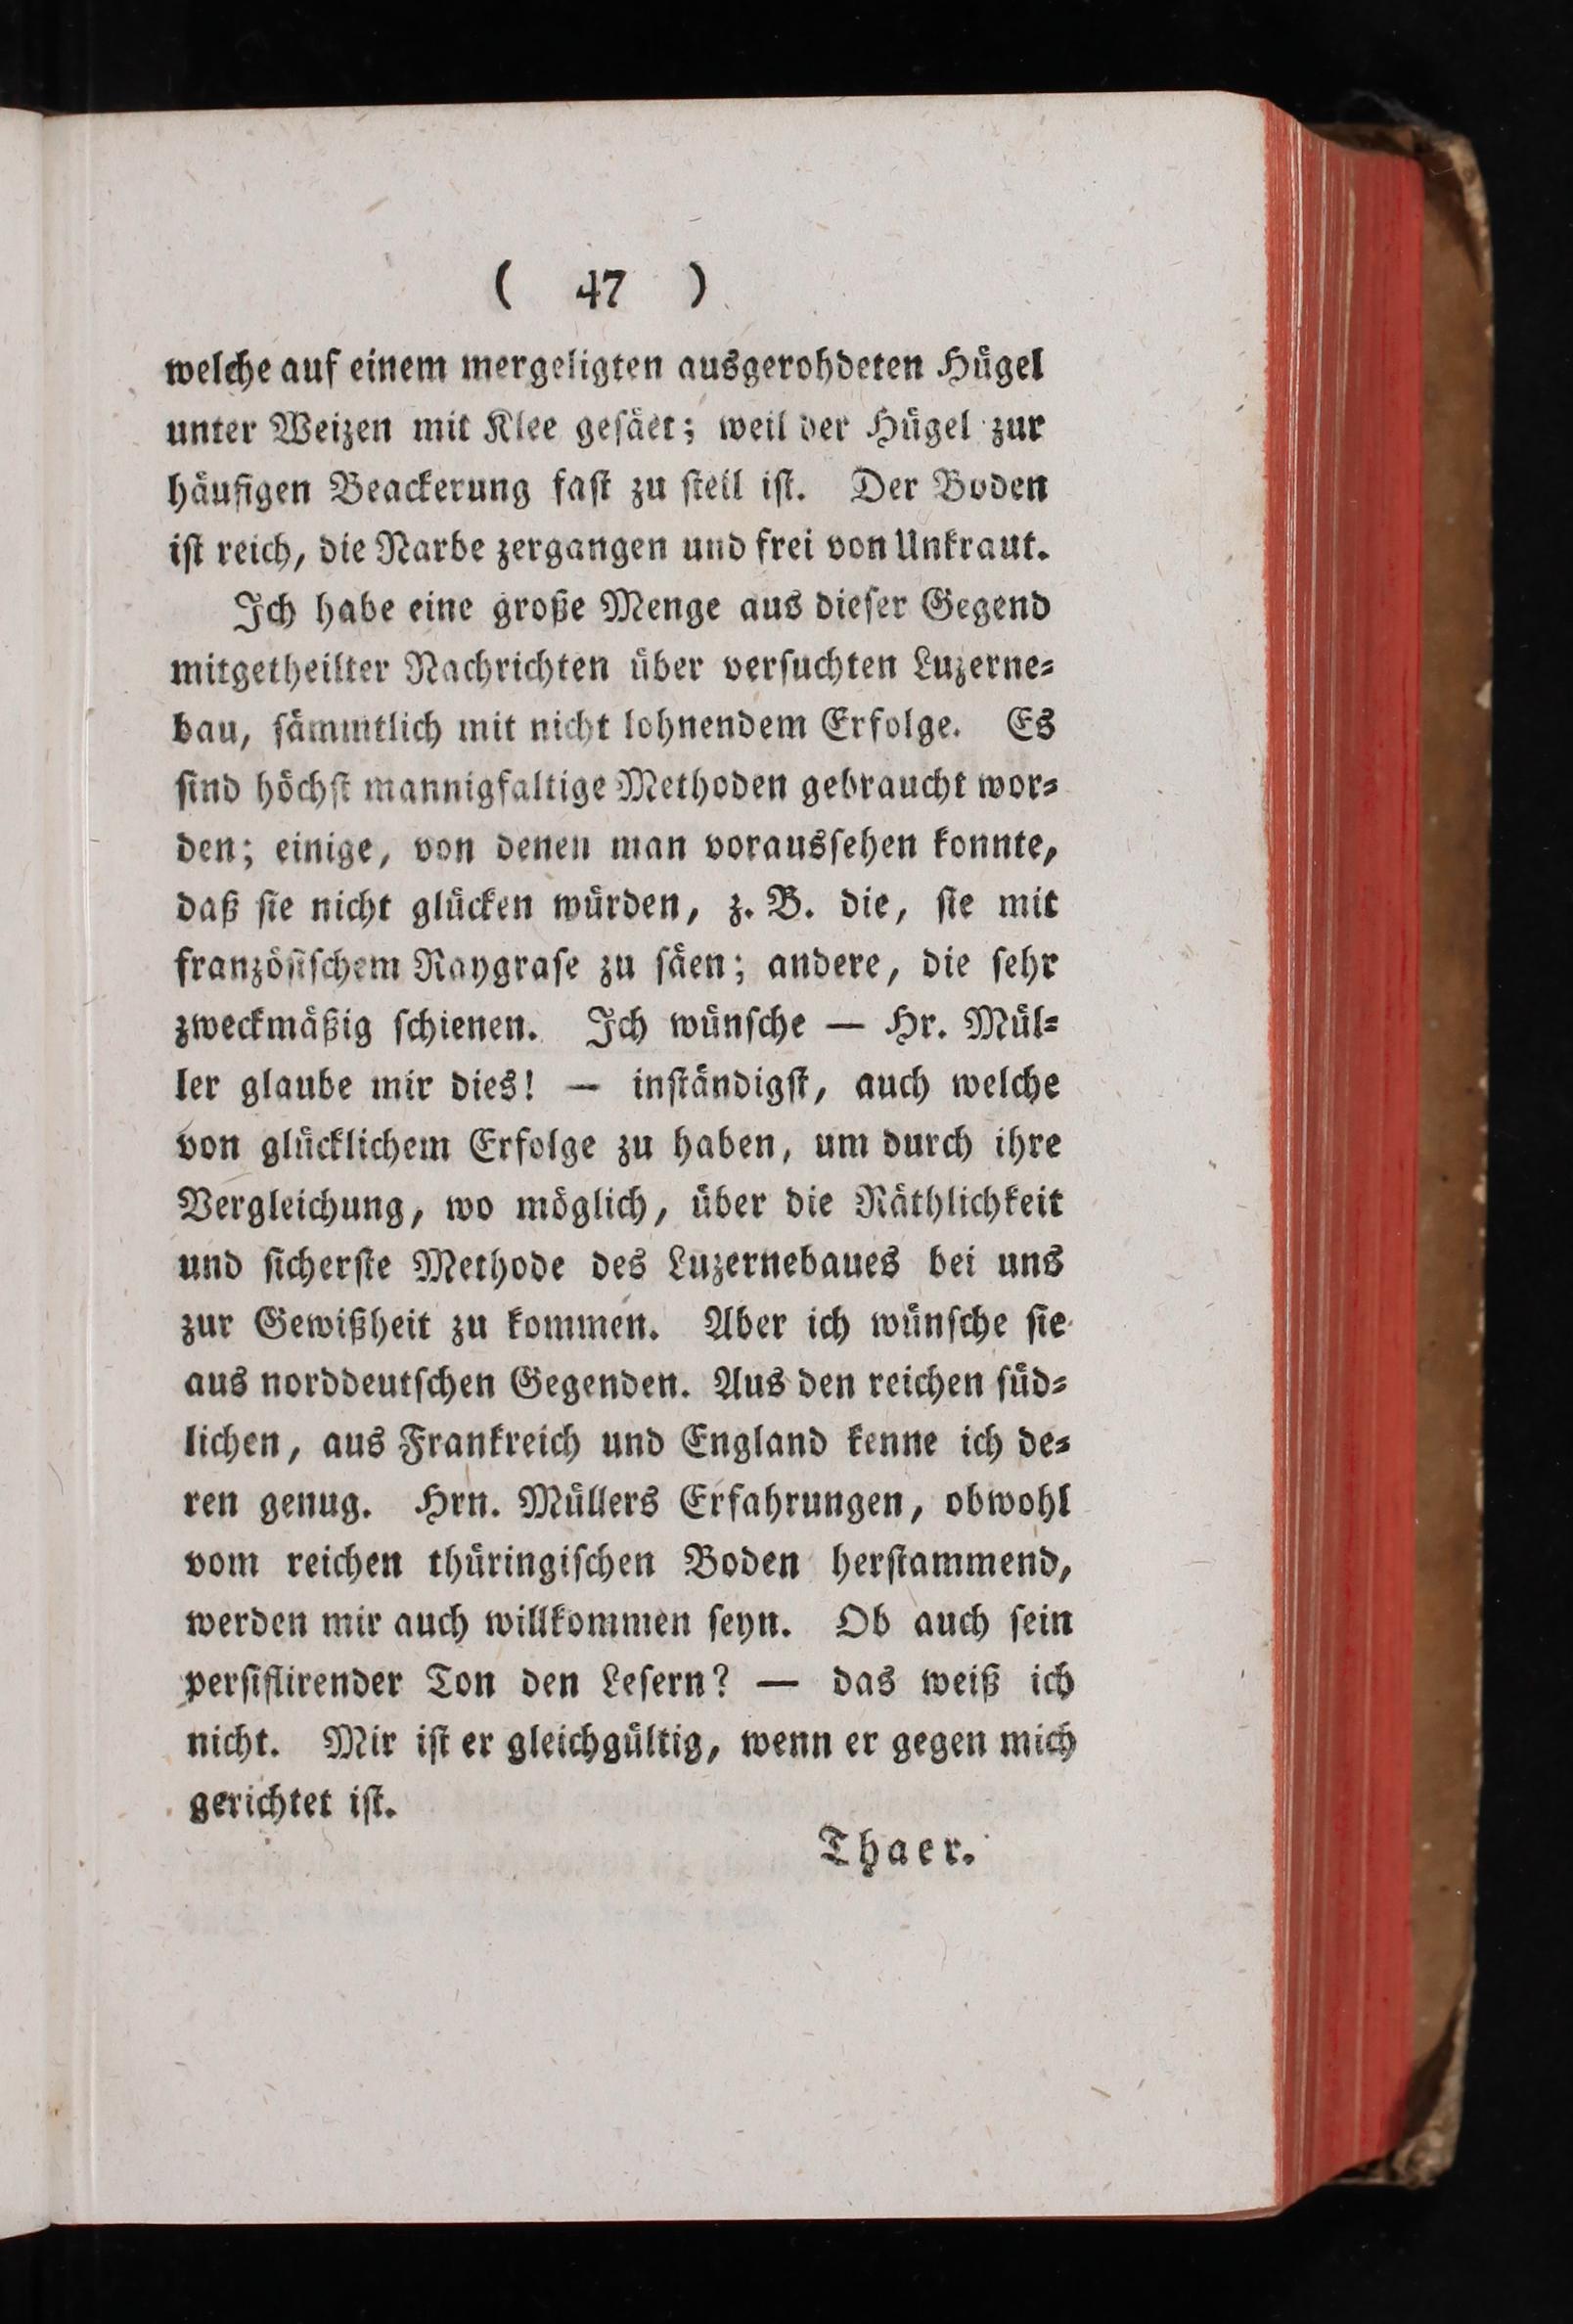 ( 47 )
welche auf einem mergeligten ausgerohdeten Hügel
unter Weizen mit Klee gesäet; weil der Hügel zur
häufigen Beackerung fast zu steil ist. Der Boden
ist reich, die Narbe zergangen und frei von Unkraut.
Ich habe eine große Menge aus dieser Gegend
mitgetheilter Nachrichten über versuchten Luzerne-
bau, sämmtlich mit nicht lohnendem Erfolge. Es
sind höchst mannigfaltige Methoden gebraucht wor-
den; einige, von denen man voraussehen konnte,
daß sie nicht glücken würden, z. B. die, sie mit
französischem Raygrase zu säen; andere, die sehr
zweckmäßig schienen. Ich wünsche — Hr. Mül-
ler glaube mir dies! — inständigst, auch welche
von glücklichem Erfolge zu haben, um durch ihre
Vergleichung, wo möglich, über die Räthlichkeit
und sicherste Methode des Luzernebaues bei uns
zur Gewißheit zu kommen. Aber ich wünsche sie
aus norddeutschen Gegenden. Aus den reichen süd-
lichen, aus Frankreich und England kenne ich de-
ren genug. Hrn. Müllers Erfahrungen, obwohl
vom reichen thüringischen Boden herstammend,
werden mir auch willkommen seyn. Ob auch sein
persiflirender Ton den Lesern? — das weiß ich
nicht. Mir ist er gleichgültig, wenn er gegen mich
gerichtet ist.
Thaer.